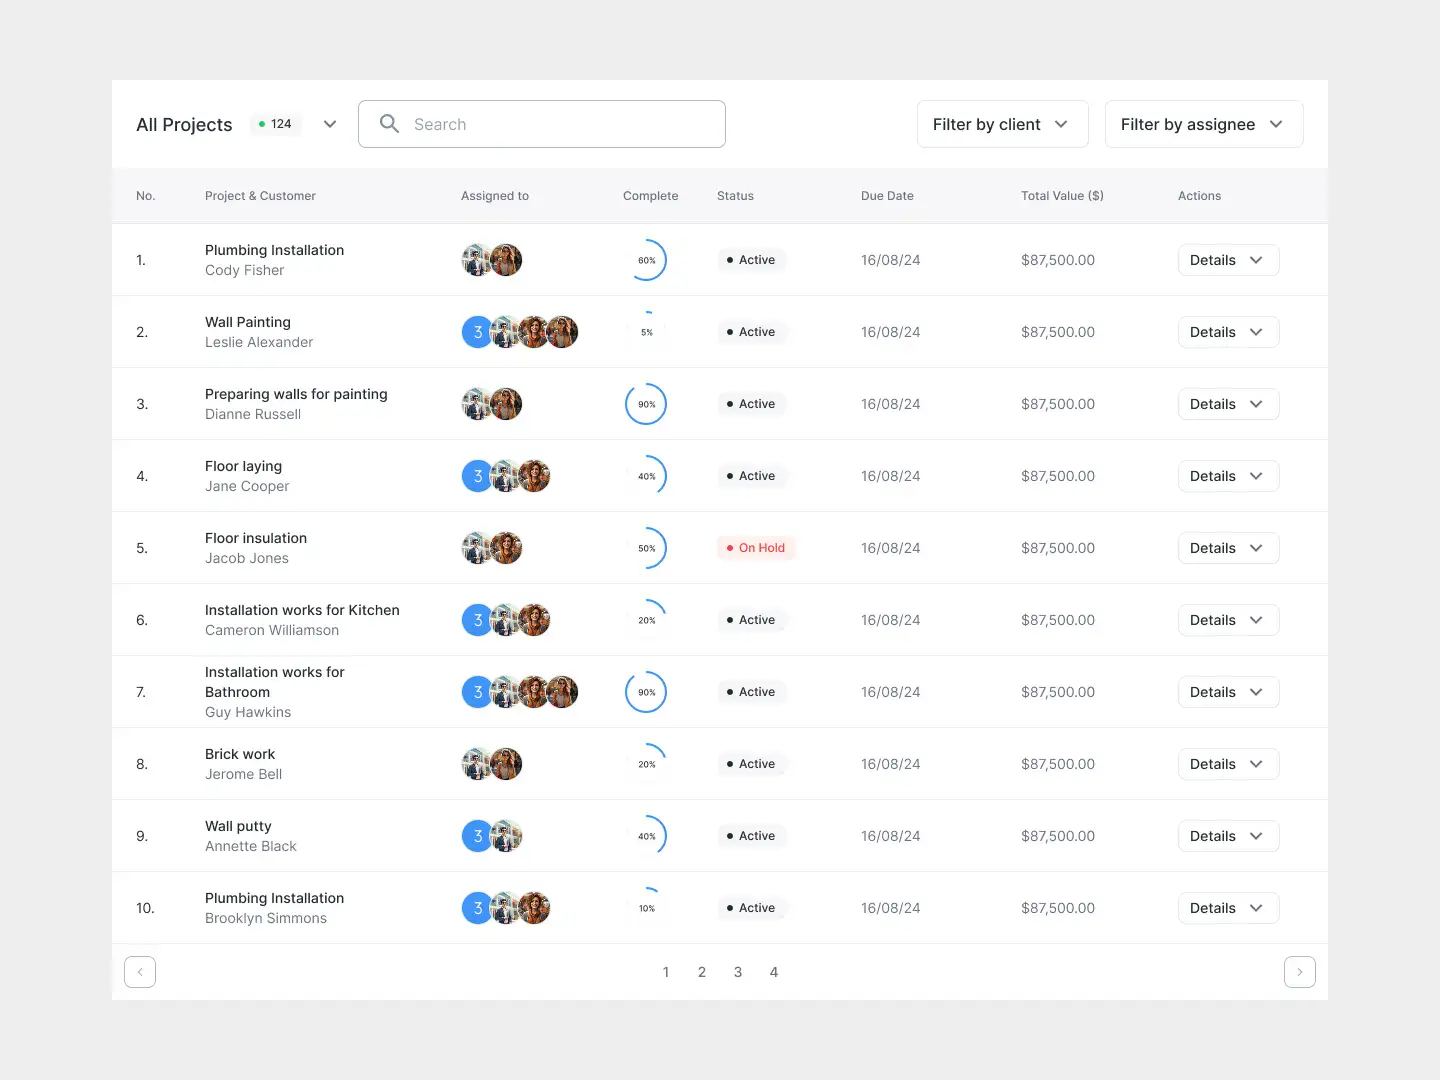 All Projects 124 Search Filter by client Filter by assignee
No. Project & Customer Assigned to Complete Status Due Date Total Value ($) Actions
1. Plumbing Installation 60% Active 16/08/24 $87,500.00 Details
Cody Fisher
2. Wall Painting 3 5% Active 16/08/24 $87,500.00 Details
Leslie Alexander
3. Preparing walls for painting 90% Active 16/08/24 $87,500.00 Details
Dianne Russell
4. Floor laying 3 40% Active 16/08/24 $87,500.00 Details
Jane Cooper
5. Floor insulation 50% On Hold 16/08/24 $87,500.00 Details
Jacob Jones
6. Installation works for Kitchen 3 20% Active 16/08/24 $87,500.00 Details
Cameron Williamson
7. Installation works for 3 90% Active 16/08/24 $87,500.00 Details
Bathroom
Guy Hawkins
8. Brick work 20% Active 16/08/24 $87,500.00 Details
Jerome Bell
9. Wall putty 3 40% Active 16/08/24 $87,500.00 Details
Annette Black
10. Plumbing Installation 3 10% Active 16/08/24 $87,500.00 Details
Brooklyn Simmons
1 2 3 4